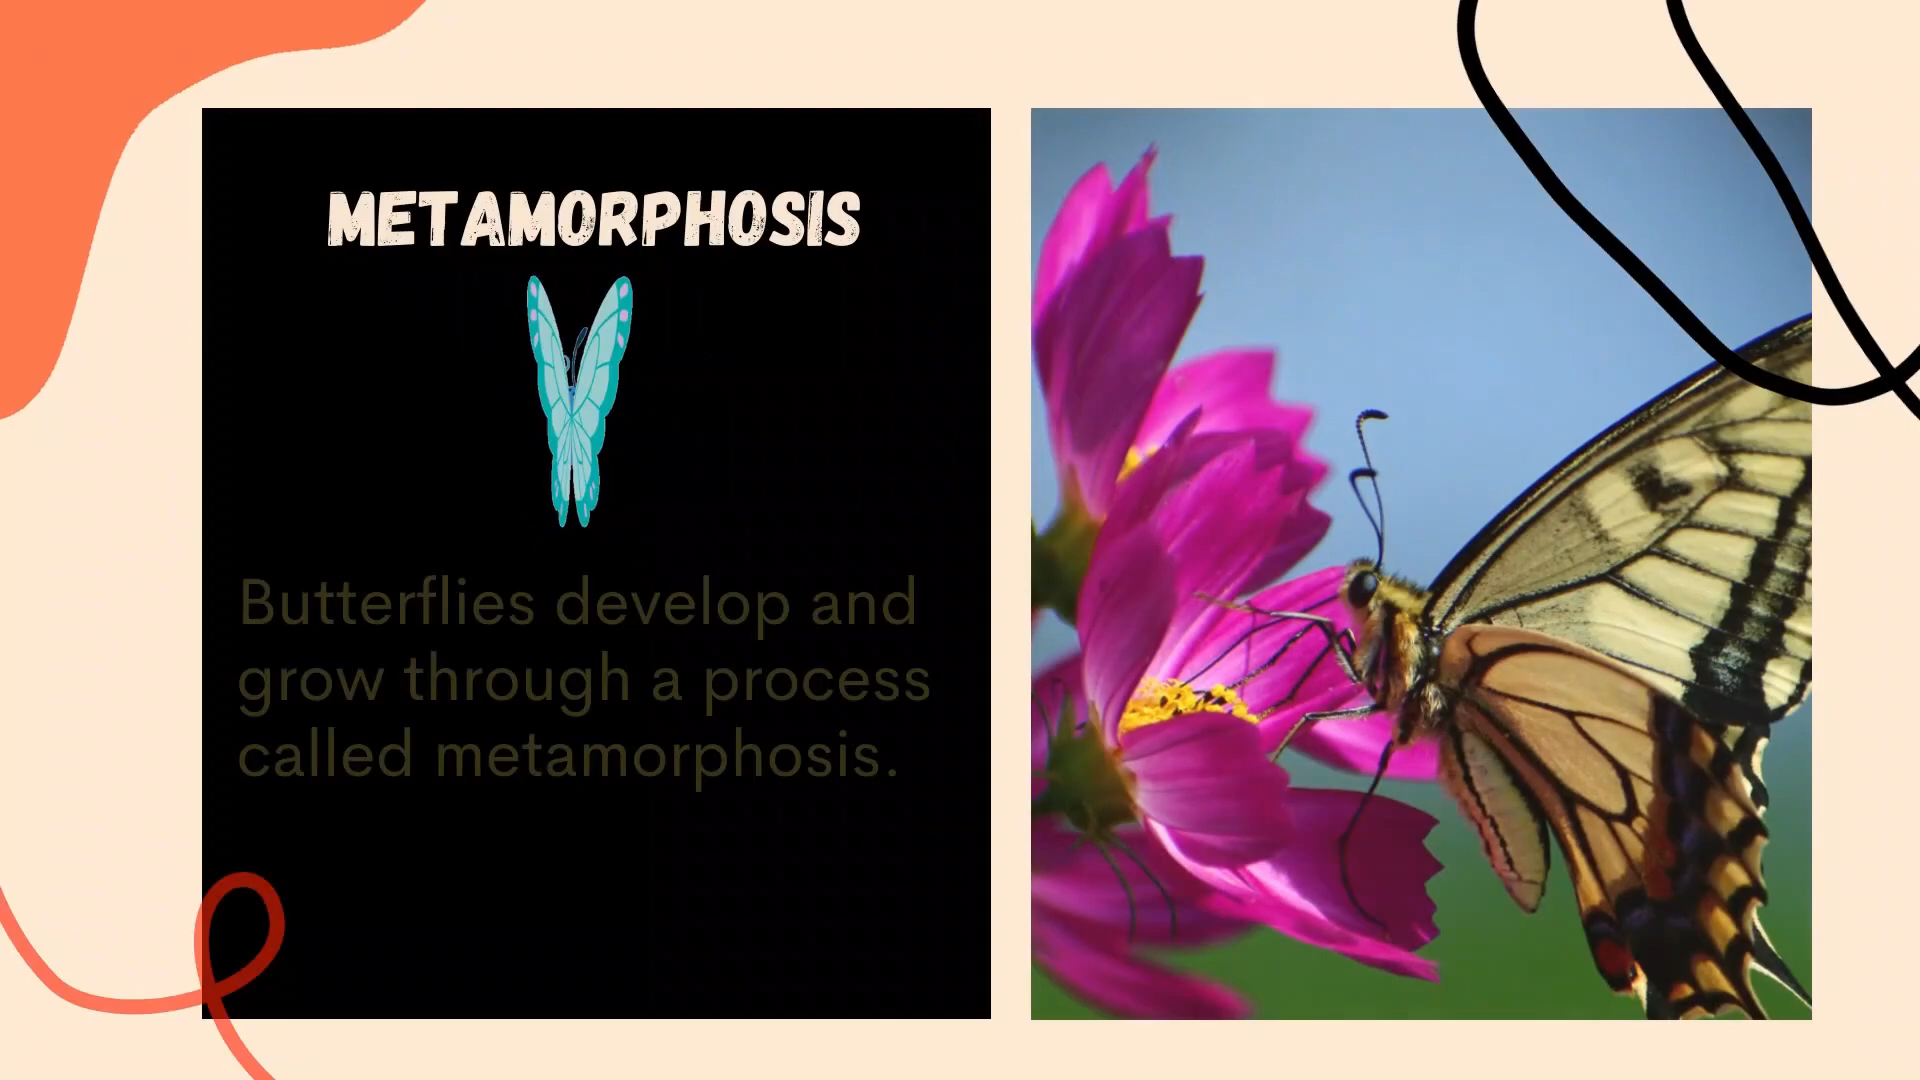 METAMORPHOSIS
Butterflies develop and
grow through a process
called metamorphosis.